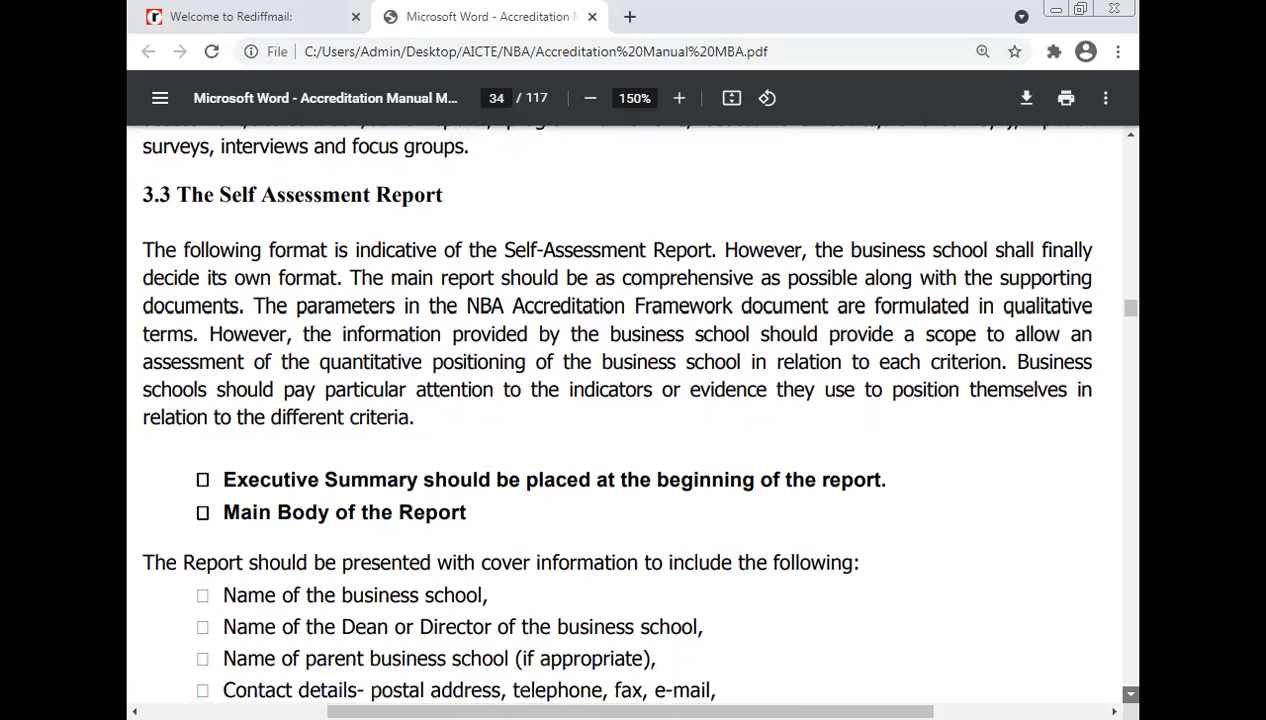 Welcome to Rediffmail:
Microsoft Word - Accreditation M
File C:/Users/Admin/Desktop/AICTE/NBA/Accreditation%20Manual%20MBA.pdf
Microsoft Word - Accreditation Manual M... 34 / 117 — 150% +
surveys, interviews and focus groups.
3.3 The Self Assessment Report
The following format is indicative of the Self-Assessment Report. However, the business school shall finally
decide its own format. The main report should be as comprehensive as possible along with the supporting
documents. The parameters in the NBA Accreditation Framework document are formulated in qualitative
terms. However, the information provided by the business school should provide a scope to allow an
assessment of the quantitative positioning of the business school in relation to each criterion. Business
schools should pay particular attention to the indicators or evidence they use to position themselves in
relation to the different criteria.
Executive Summary should be placed at the beginning of the report.
Main Body of the Report
The Report should be presented with cover information to include the following:
Name of the business school,
Name of the Dean or Director of the business school,
Name of parent business school (if appropriate),
Contact details- postal address, telephone, fax, e-mail,